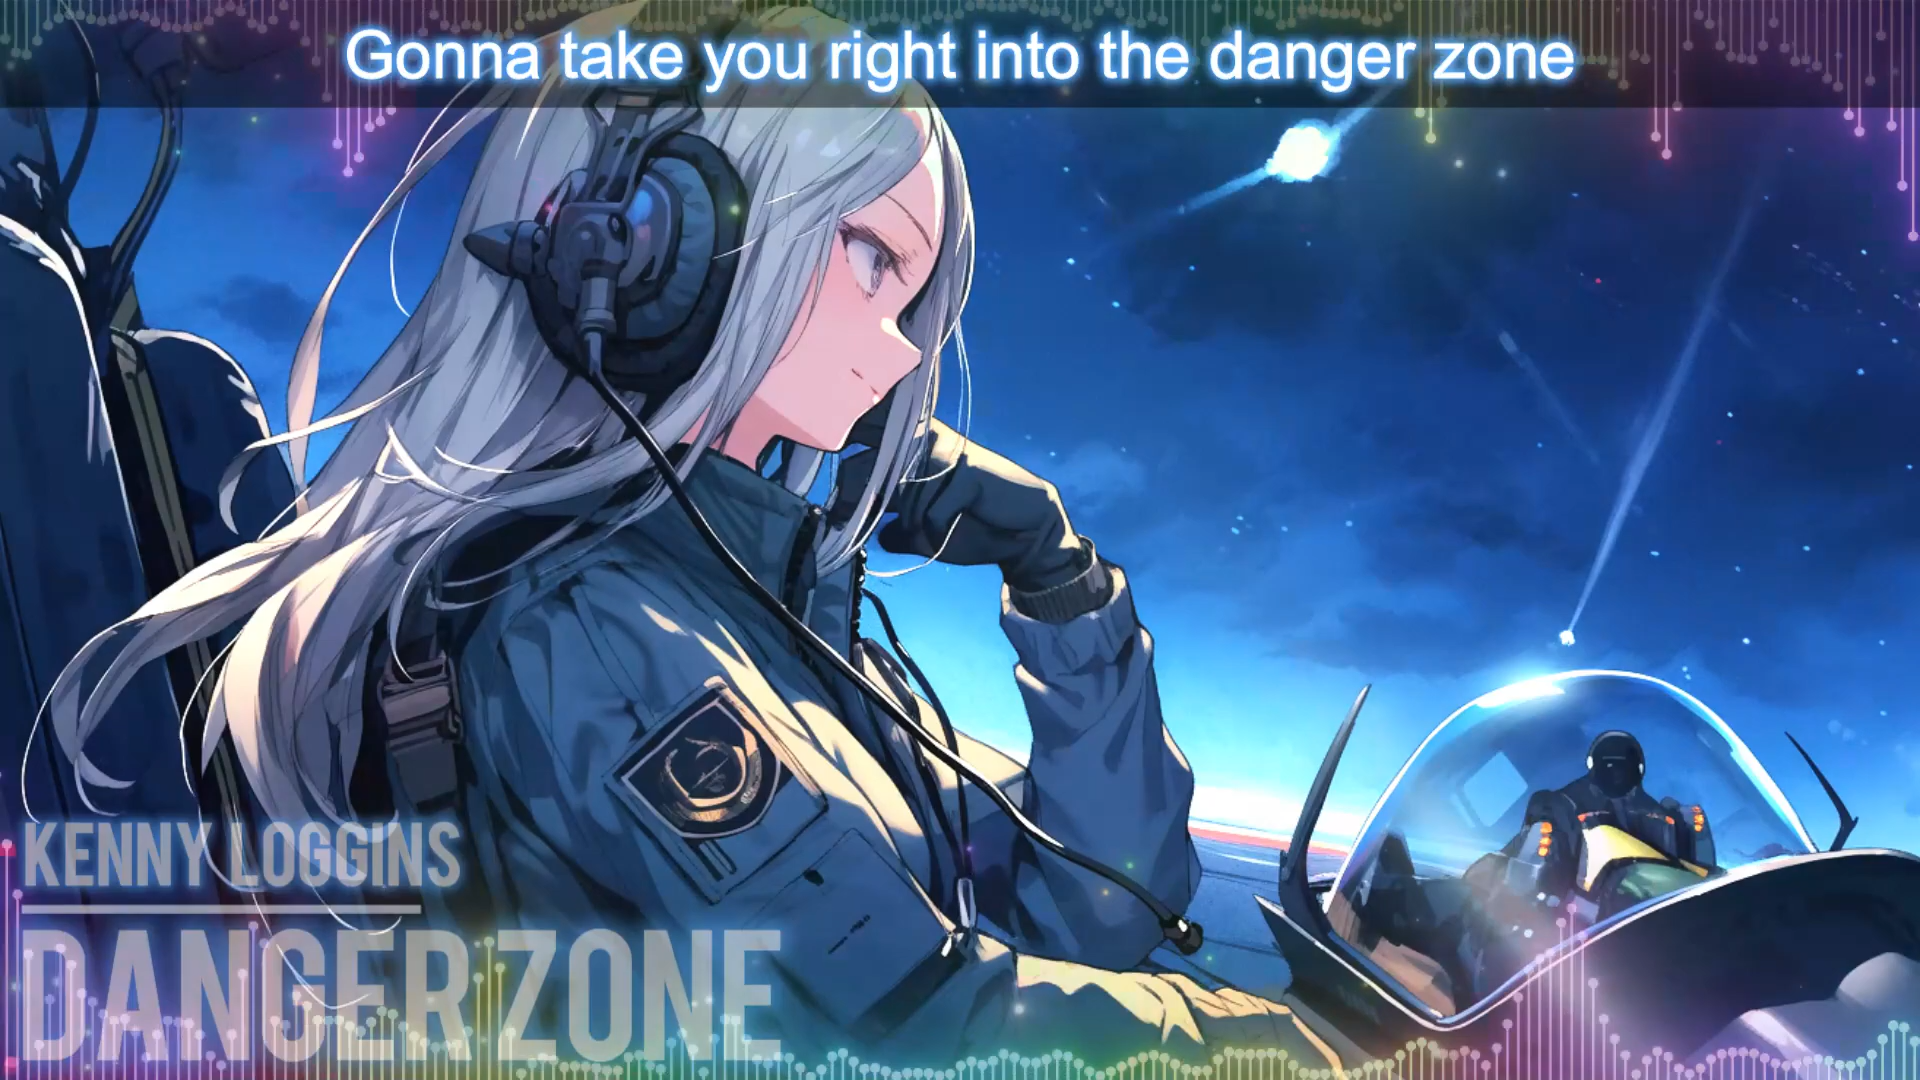 Gonna take you right into the danger zone
KENNY LOGGINS
DANGER ZONE